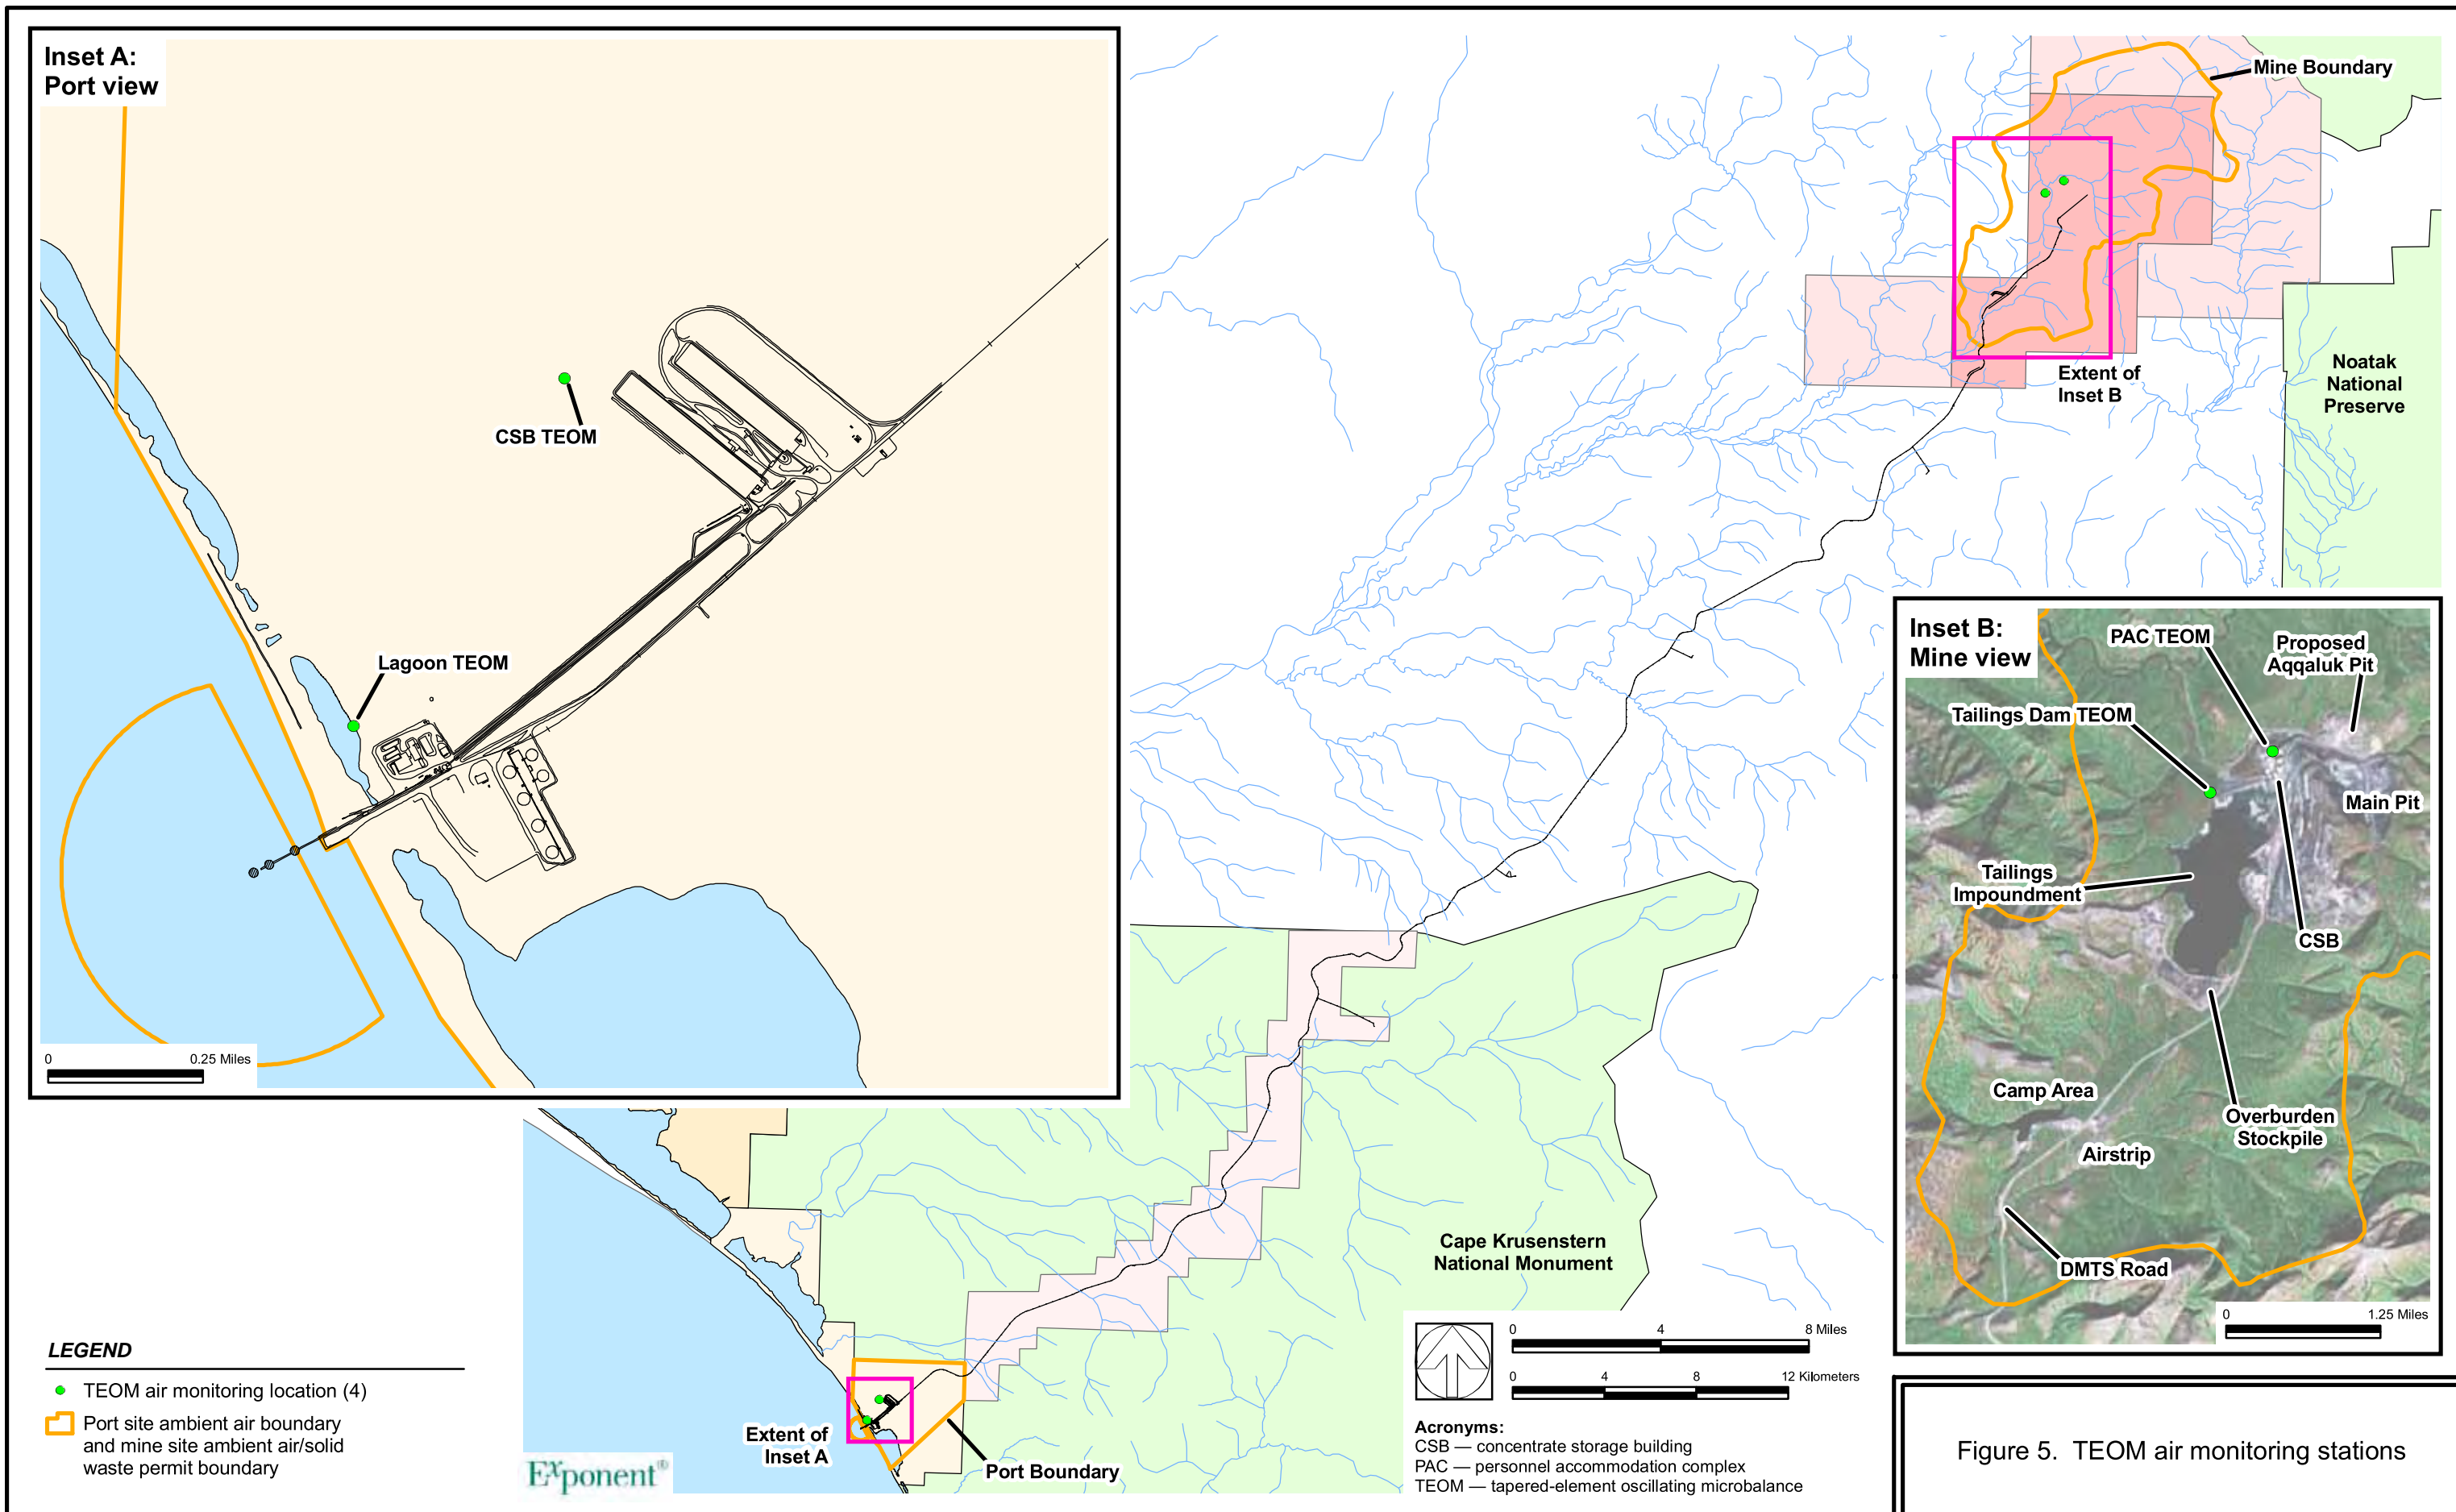 Inset A:
Port view
CSB TEOM
Lagoon TEOM
0 0.25 Miles
Mine Boundary
Extent of
Inset B
Noatak
National
Preserve
Inset B:
Mine view
PAC TEOM
Proposed
Aqqaluk Pit
Tailings Dam TEOM
Main Pit
Tailings
Impoundment
CSB
Camp Area
Overburden
Stockpile
Airstrip
DMTS Road
0 1.25 Miles
Cape Krusenstern
National Monument
Extent of
Inset A
Port Boundary
0 4 8 Miles
0 4 8 12 Kilometers
Acronyms:
CSB — concentrate storage building
PAC — personnel accommodation complex
TEOM — tapered-element oscillating microbalance
LEGEND
TEOM air monitoring location (4)
Port site ambient air boundary
and mine site ambient air/solid
waste permit boundary
Exponent®
Figure 5. TEOM air monitoring stations